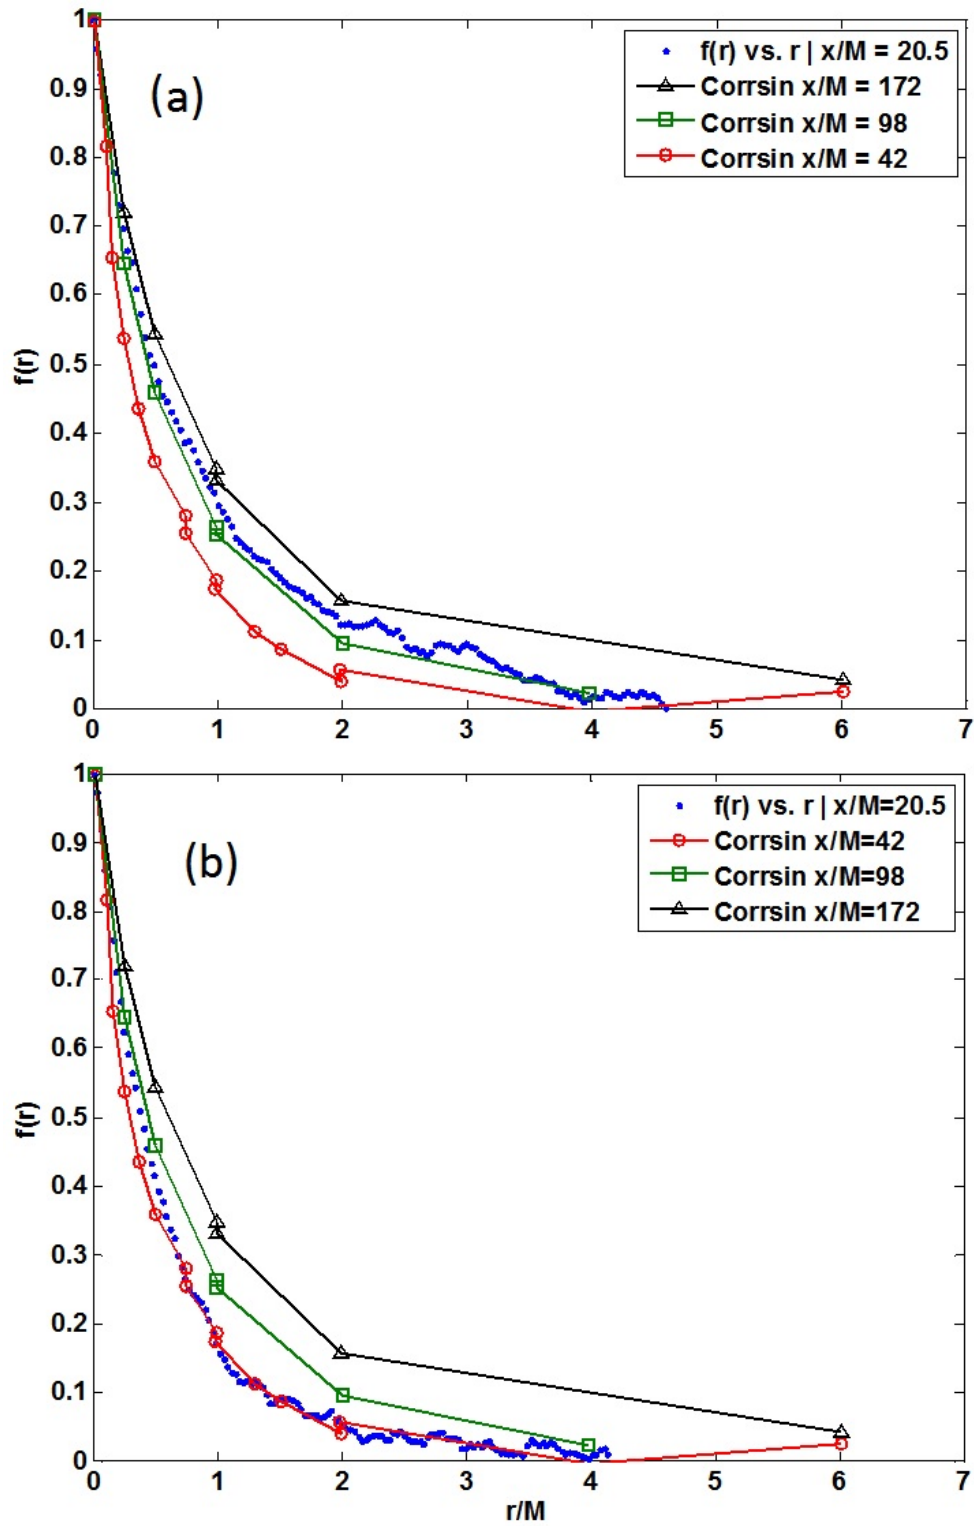 1
0.9
0.8
0.7
0.6
0.5
0.4
0.3
0.2
0.1
0
f(r)
(a)
f(r) vs. r | x/M = 20.5
Corrsin x/M = 172
Corrsin x/M = 98
Corrsin x/M = 42
0 1 2 3 4 5 6 7
1
0.9
0.8
0.7
0.6
0.5
0.4
0.3
0.2
0.1
0
f(r)
(b)
f(r) vs. r | x/M=20.5
Corrsin x/M=42
Corrsin x/M=98
Corrsin x/M=172
0 1 2 3 4 5 6 7
r/M